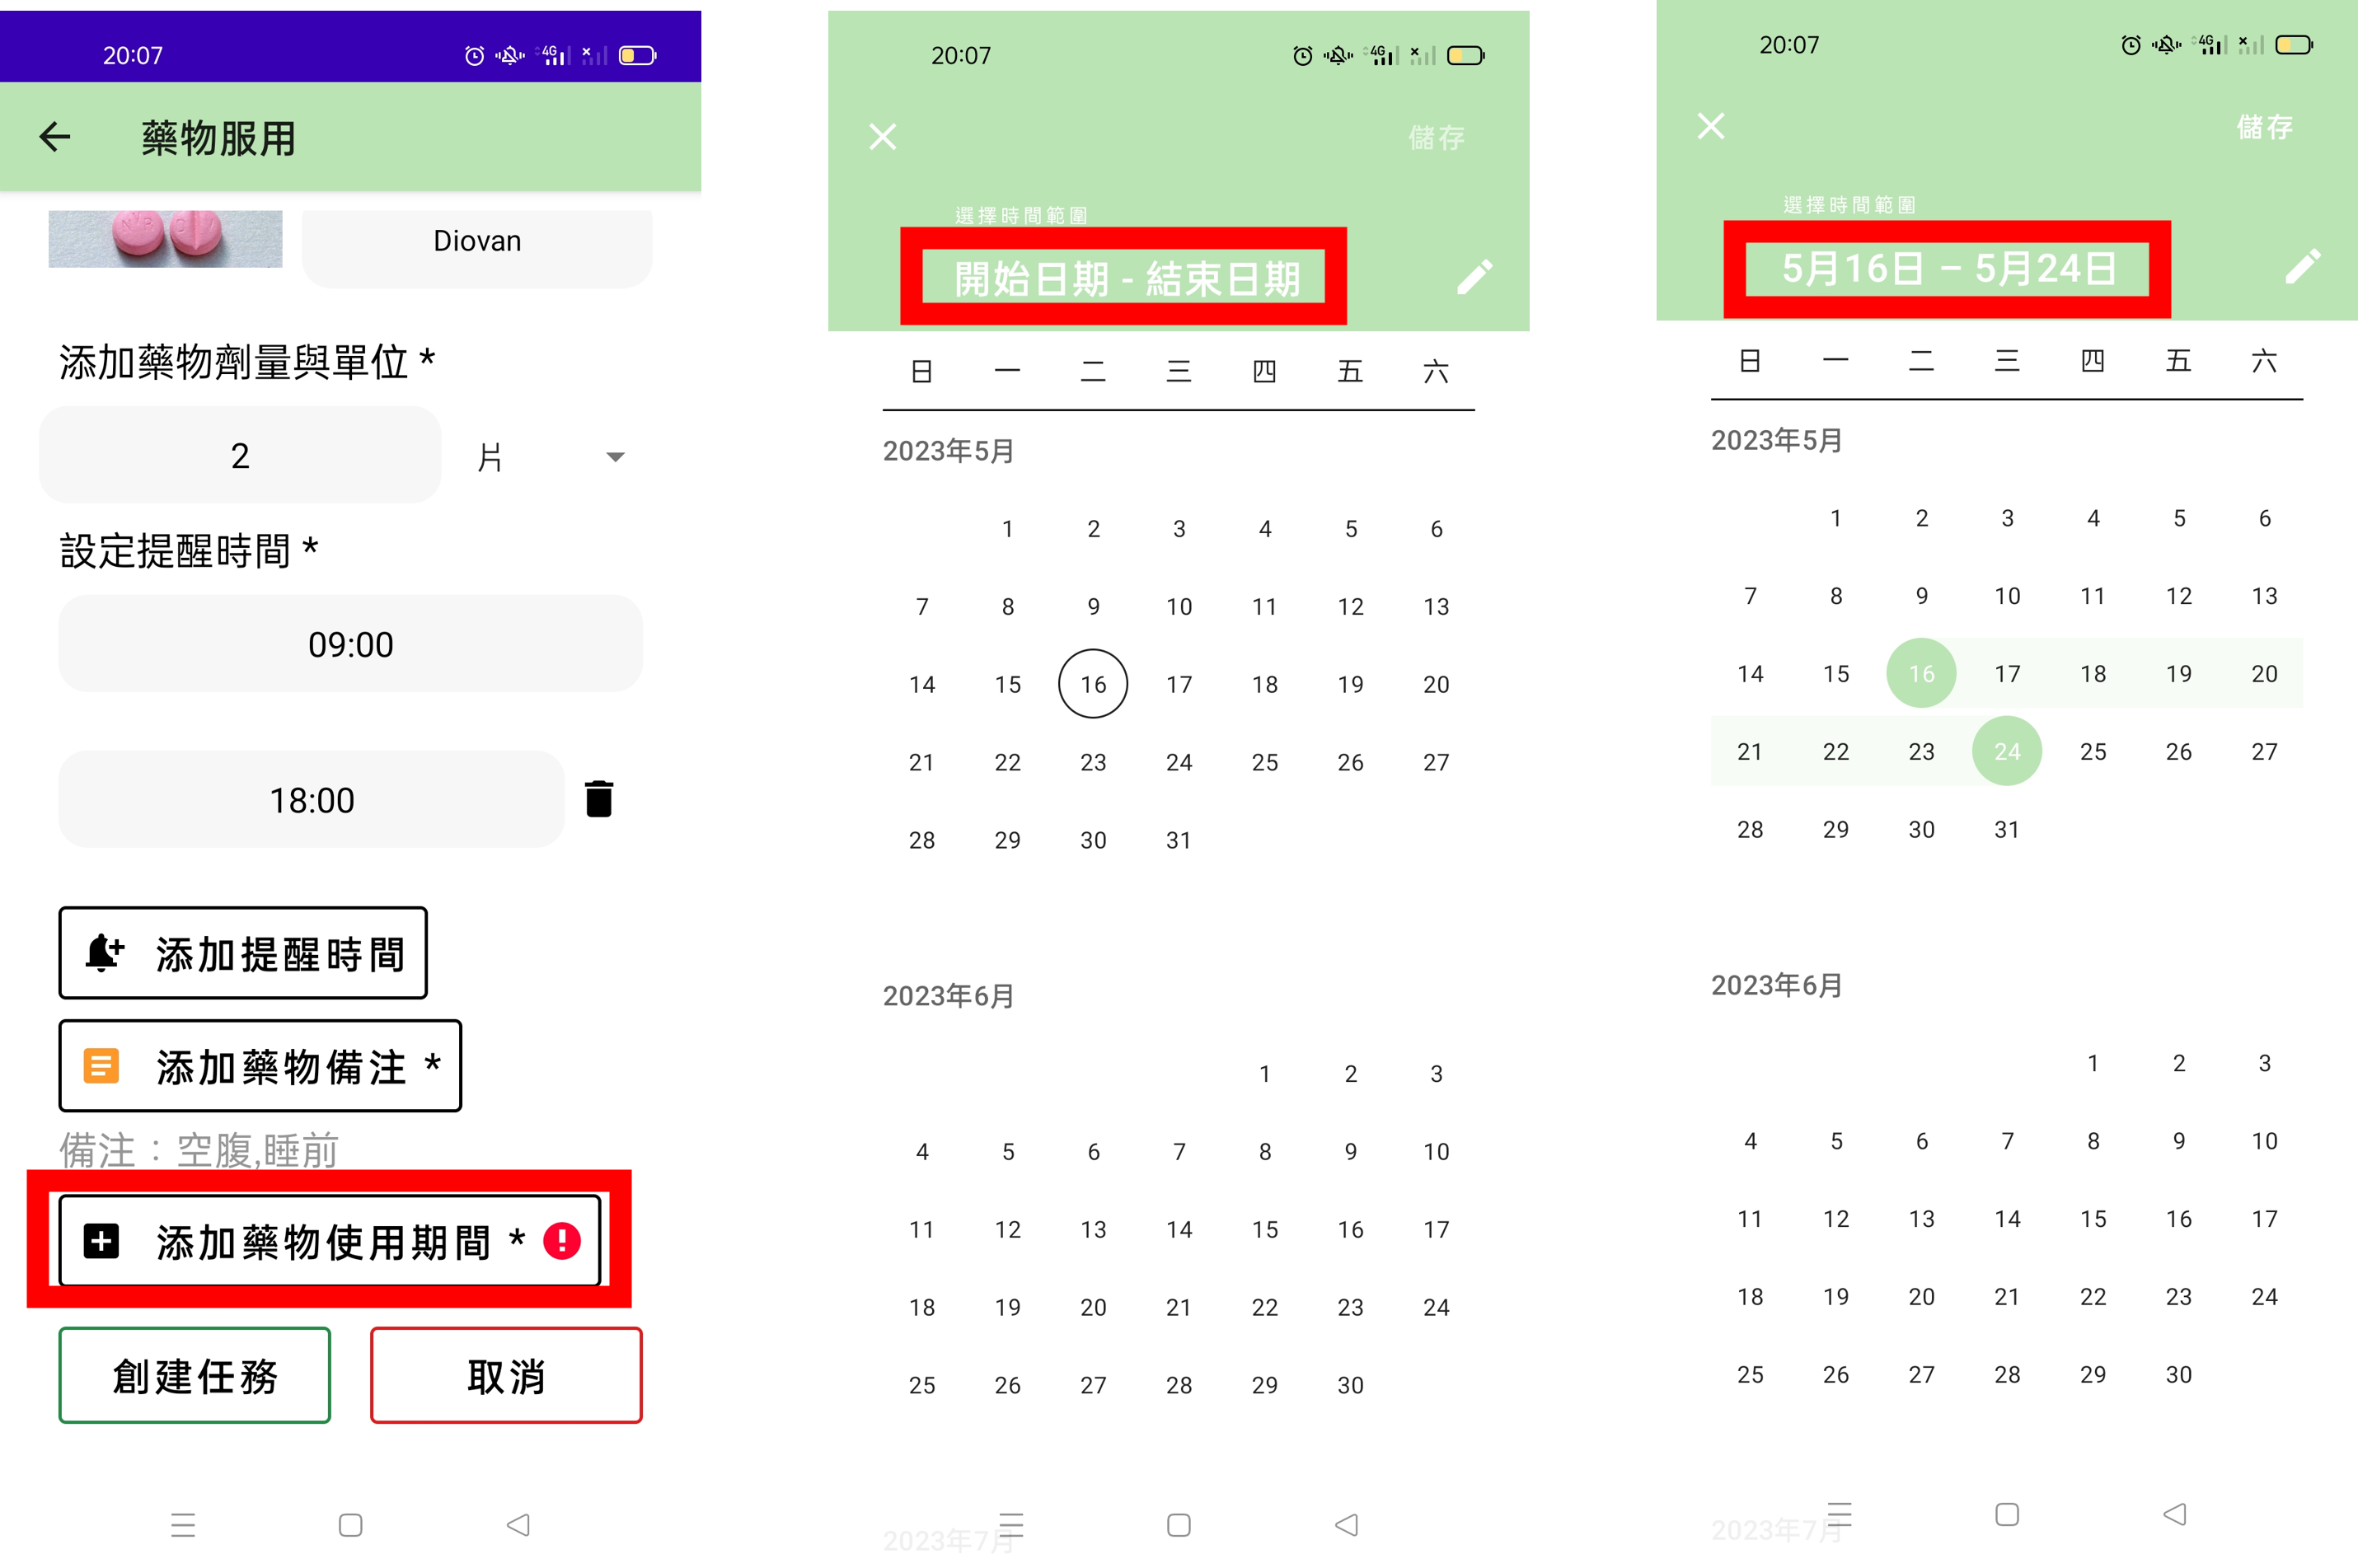 20:07
4G
藥物服用
Diovan
添加藥物劑量與單位 *
2
片
設定提醒時間 *
09:00
18:00
添加提醒時間
添加藥物備注 *
備注：空腹,睡前
添加藥物使用期間 *
創建任務
取消
20:07
4G
儲存
選擇時間範圍
開始日期 - 結束日期
日 一 二 三 四 五 六
2023年5月
1 2 3 4 5 6
7 8 9 10 11 12 13
14 15 16 17 18 19 20
21 22 23 24 25 26 27
28 29 30 31
2023年6月
1 2 3
4 5 6 7 8 9 10
11 12 13 14 15 16 17
18 19 20 21 22 23 24
25 26 27 28 29 30
2023年7月
20:07
4G
儲存
選擇時間範圍
5月16日 – 5月24日
日 一 二 三 四 五 六
2023年5月
1 2 3 4 5 6
7 8 9 10 11 12 13
14 15 16 17 18 19 20
21 22 23 24 25 26 27
28 29 30 31
2023年6月
1 2 3
4 5 6 7 8 9 10
11 12 13 14 15 16 17
18 19 20 21 22 23 24
25 26 27 28 29 30
2023年7月